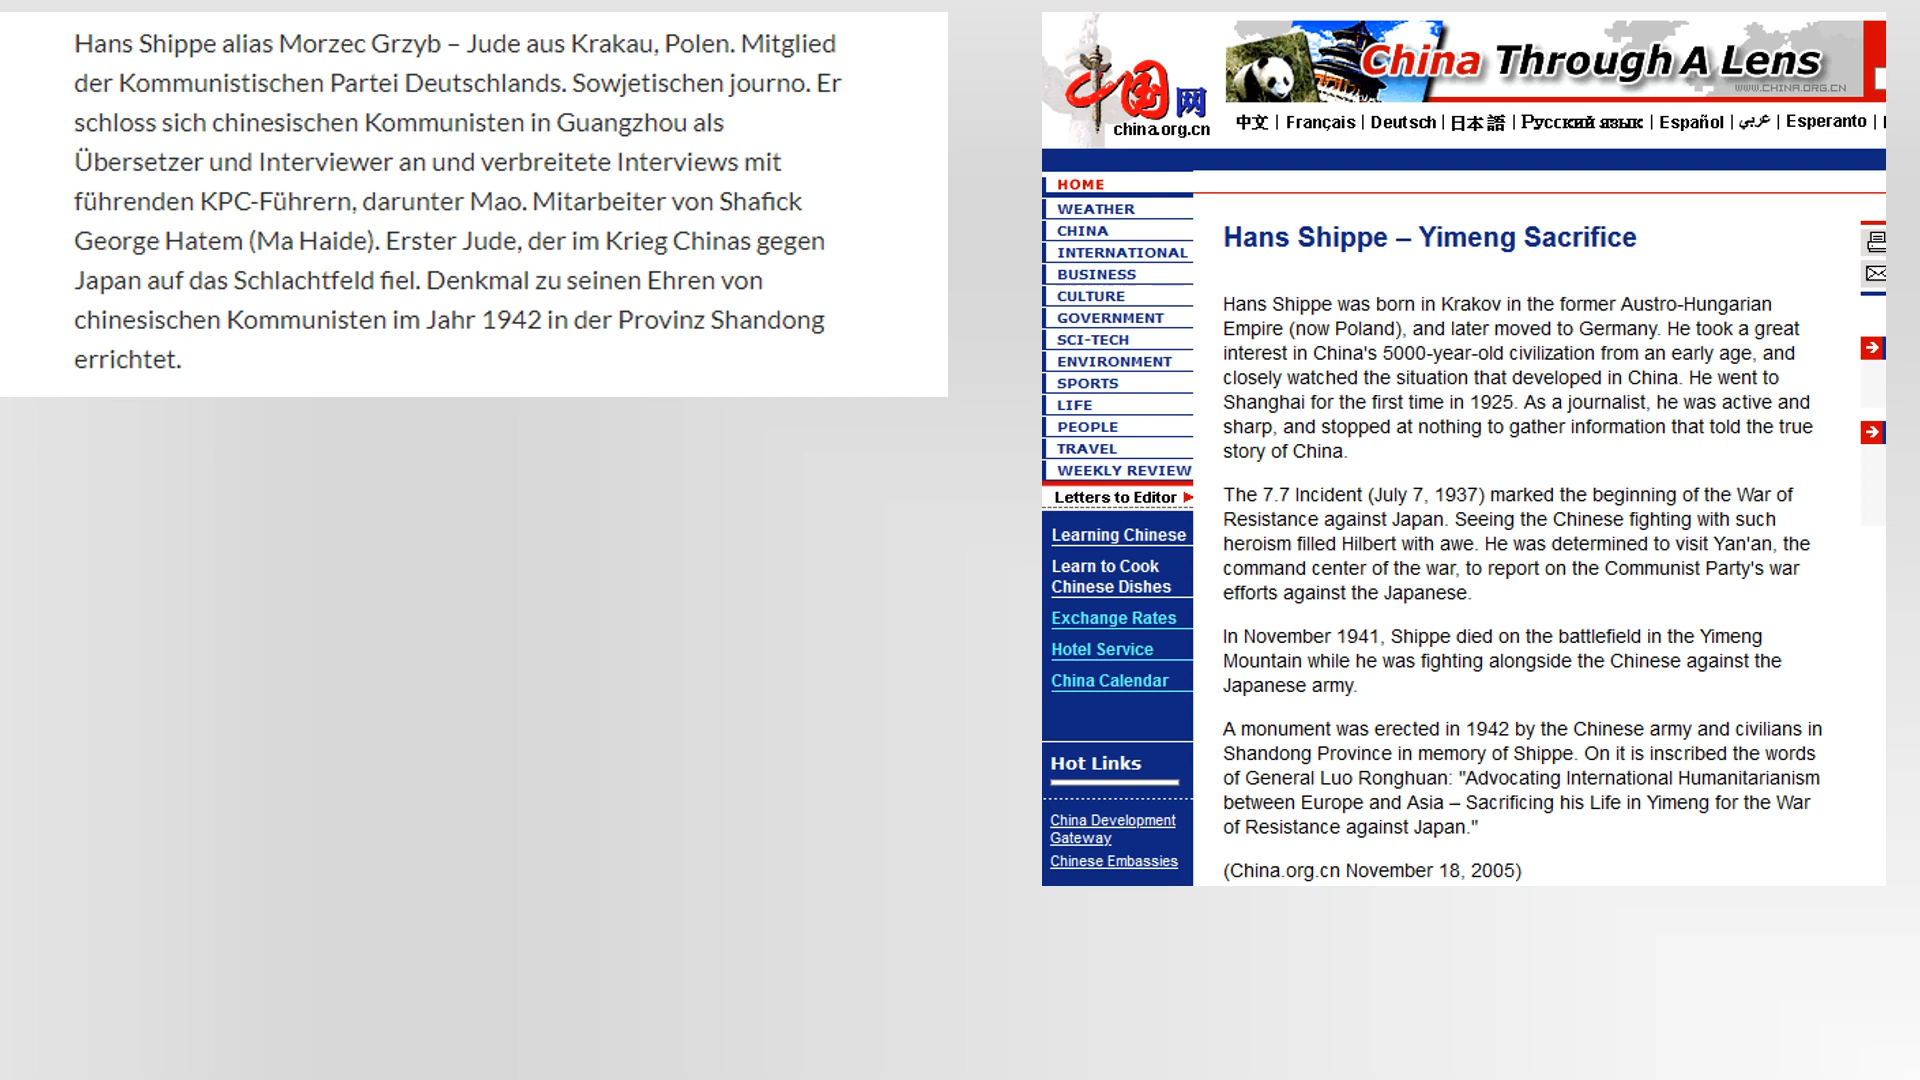 Hans Shippe alias Morzec Grzyb – Jude aus Krakau, Polen. Mitglied
der Kommunistischen Partei Deutschlands. Sowjetischen journo. Er
schloss sich chinesischen Kommunisten in Guangzhou als
Übersetzer und Interviewer an und verbreitete Interviews mit
führenden KPC-Führern, darunter Mao. Mitarbeiter von Shafick
George Hatem (Ma Haide). Erster Jude, der im Krieg Chinas gegen
Japan auf das Schlachtfeld fiel. Denkmal zu seinen Ehren von
chinesischen Kommunisten im Jahr 1942 in der Provinz Shandong
errichtet.
中国网
china.org.cn
China Through A Lens
WWW.CHINA.ORG.CN
中文 | Français | Deutsch | 日本語 | Русский язык | Español | عربي | Esperanto |
HOME
WEATHER
CHINA
INTERNATIONAL
BUSINESS
CULTURE
GOVERNMENT
SCI-TECH
ENVIRONMENT
SPORTS
LIFE
PEOPLE
TRAVEL
WEEKLY REVIEW
Letters to Editor
Learning Chinese
Learn to Cook
Chinese Dishes
Exchange Rates
Hotel Service
China Calendar
Hot Links
China Development
Gateway
Chinese Embassies
Hans Shippe – Yimeng Sacrifice
Hans Shippe was born in Krakov in the former Austro-Hungarian
Empire (now Poland), and later moved to Germany. He took a great
interest in China's 5000-year-old civilization from an early age, and
closely watched the situation that developed in China. He went to
Shanghai for the first time in 1925. As a journalist, he was active and
sharp, and stopped at nothing to gather information that told the true
story of China.
The 7.7 Incident (July 7, 1937) marked the beginning of the War of
Resistance against Japan. Seeing the Chinese fighting with such
heroism filled Hilbert with awe. He was determined to visit Yan'an, the
command center of the war, to report on the Communist Party's war
efforts against the Japanese.
In November 1941, Shippe died on the battlefield in the Yimeng
Mountain while he was fighting alongside the Chinese against the
Japanese army.
A monument was erected in 1942 by the Chinese army and civilians in
Shandong Province in memory of Shippe. On it is inscribed the words
of General Luo Ronghuan: "Advocating International Humanitarianism
between Europe and Asia – Sacrificing his Life in Yimeng for the War
of Resistance against Japan."
(China.org.cn November 18, 2005)